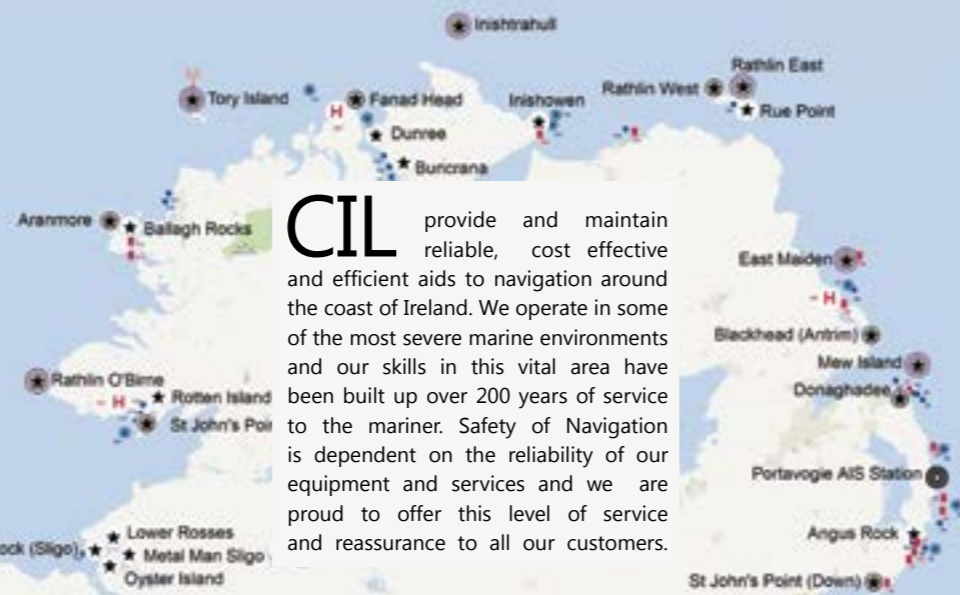 Inishtrahull
Rathlin East
Rathlin West
Rue Point
Tory Island
Fanad Head
Inishowen
H
Dunree
Buncrana
Aranmore
Ballagh Rocks
CIL provide and maintain
reliable, cost effective
and efficient aids to navigation around
the coast of Ireland. We operate in some
of the most severe marine environments
and our skills in this vital area have
been built up over 200 years of service
to the mariner. Safety of Navigation
is dependent on the reliability of our
equipment and services and we are
proud to offer this level of service
and reassurance to all our customers.
East Maiden
H
Blackhead (Antrim)
Mew Island
Donaghadee
Rathlin O'Birne
H
Rotten Island
St John's Poi
Portavogie AIS Station
Lower Rosses
ock (Sligo)
Metal Man Sligo
Oyster Island
Angus Rock
St John's Point (Down)